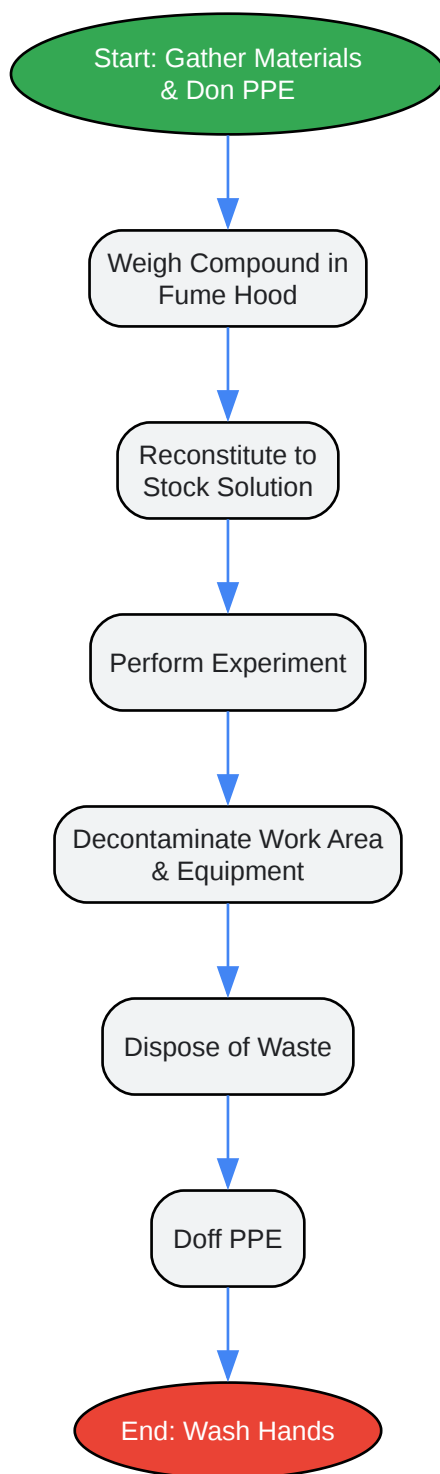 Start: Gather Materials
& Don PPE
Weigh Compound in
Fume Hood
Reconstitute to
Stock Solution
Perform Experiment
Decontaminate Work Area
& Equipment
Dispose of Waste
Doff PPE
End: Wash Hands